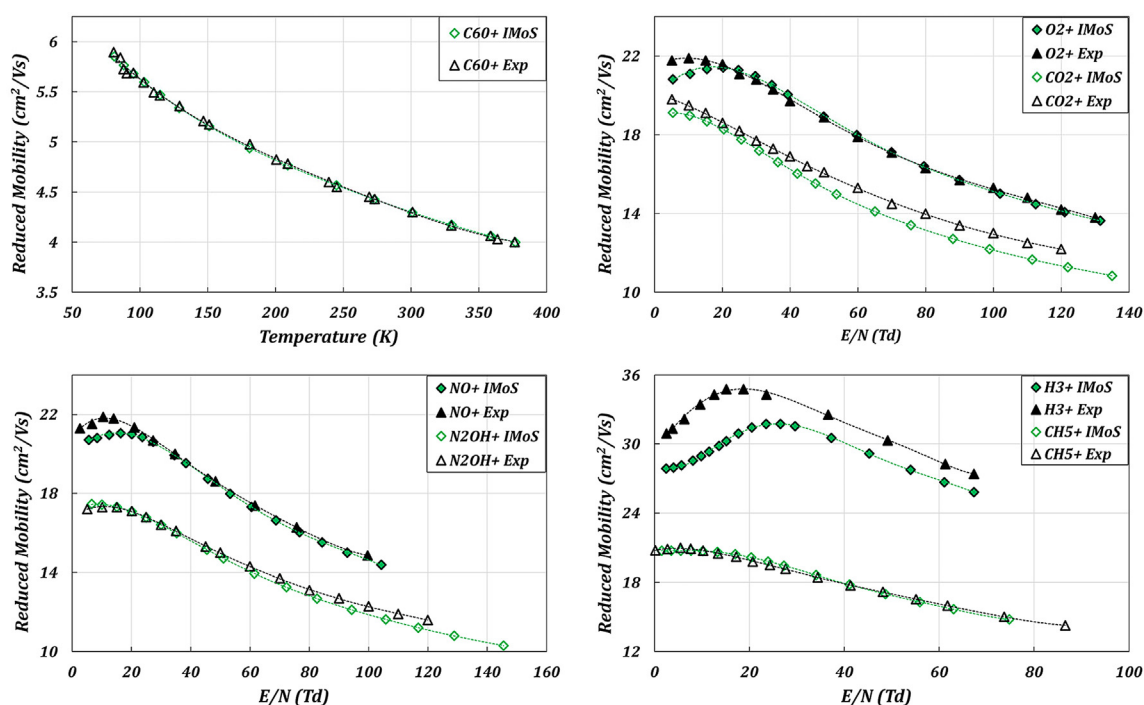 C60+ IMoS
C60+ Exp
Reduced Mobility (cm²/Vs)
6
5.5
5
4.5
4
3.5
50 100 150 200 250 300 350 400
Temperature (K)
O2+ IMoS
O2+ Exp
CO2+ IMoS
CO2+ Exp
Reduced Mobility (cm²/Vs)
22
18
14
10
0 20 40 60 80 100 120 140
E/N (Td)
NO+ IMoS
NO+ Exp
N2OH+ IMoS
N2OH+ Exp
Reduced Mobility (cm²/Vs)
22
18
14
10
0 20 40 60 80 100 120 140 160
E/N (Td)
H3+ IMoS
H3+ Exp
CH5+ IMoS
CH5+ Exp
Reduced Mobility (cm²/Vs)
36
30
24
18
12
0 20 40 60 80 100
E/N (Td)